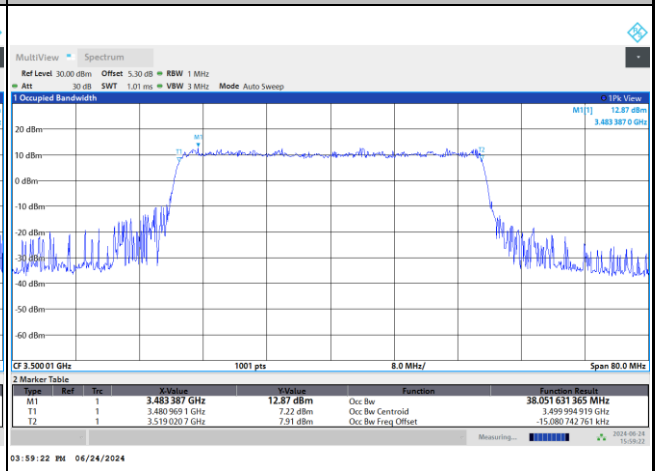 MultiView Spectrum
Ref Level 30.00 dBm Offset 5.30 dB RBW 1 MHz
Att 30 dB SWT 1.01 ms VBW 3 MHz Mode Auto Sweep
1 Occupied Bandwidth 1Pk View
M1[1] 12.87 dBm
3.483 387 0 GHz
20 dBm
M1
T1 T2
10 dBm
0 dBm
-10 dBm
-20 dBm
-30 dBm
-40 dBm
-50 dBm
-60 dBm
CF 3.500 01 GHz 1001 pts 8.0 MHz/ Span 80.0 MHz
2 Marker Table
Type Ref Trc X-Value Y-Value Function Function Result
M1 1 3.483 387 GHz 12.87 dBm Occ Bw 38.051 631 365 MHz
T1 1 3.480 969 1 GHz 7.22 dBm Occ Bw Centroid 3.499 994 919 GHz
T2 1 3.519 020 7 GHz 7.91 dBm Occ Bw Freq Offset -15.080 742 761 kHz
Measuring... 2024-06-24
15:59:22
03:59:22 PM 06/24/2024